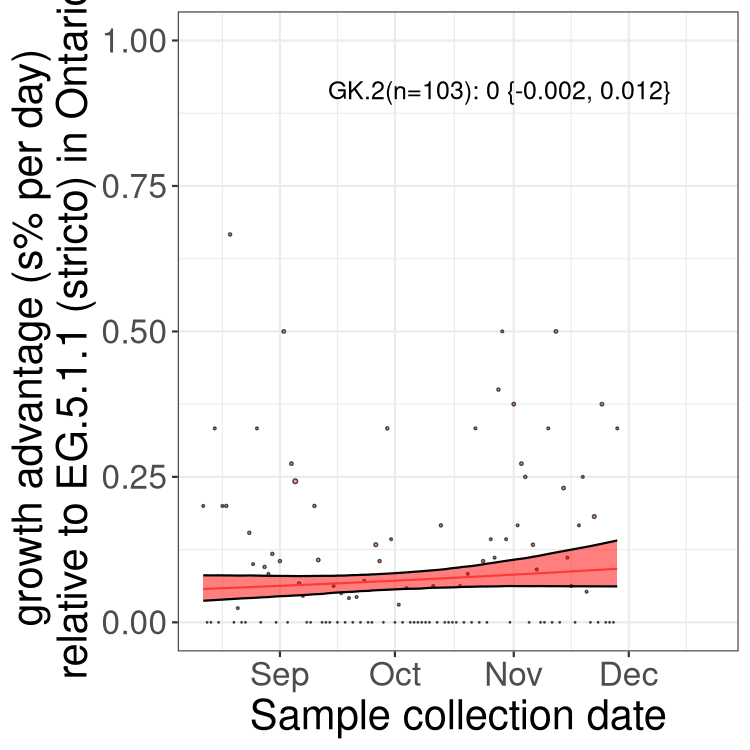 growth advantage (s% per day)
relative to EG.5.1.1 (stricto) in Ontario
1.00
0.75
0.50
0.25
0.00
GK.2(n=103): 0 {-0.002, 0.012}
Sep Oct Nov Dec
Sample collection date